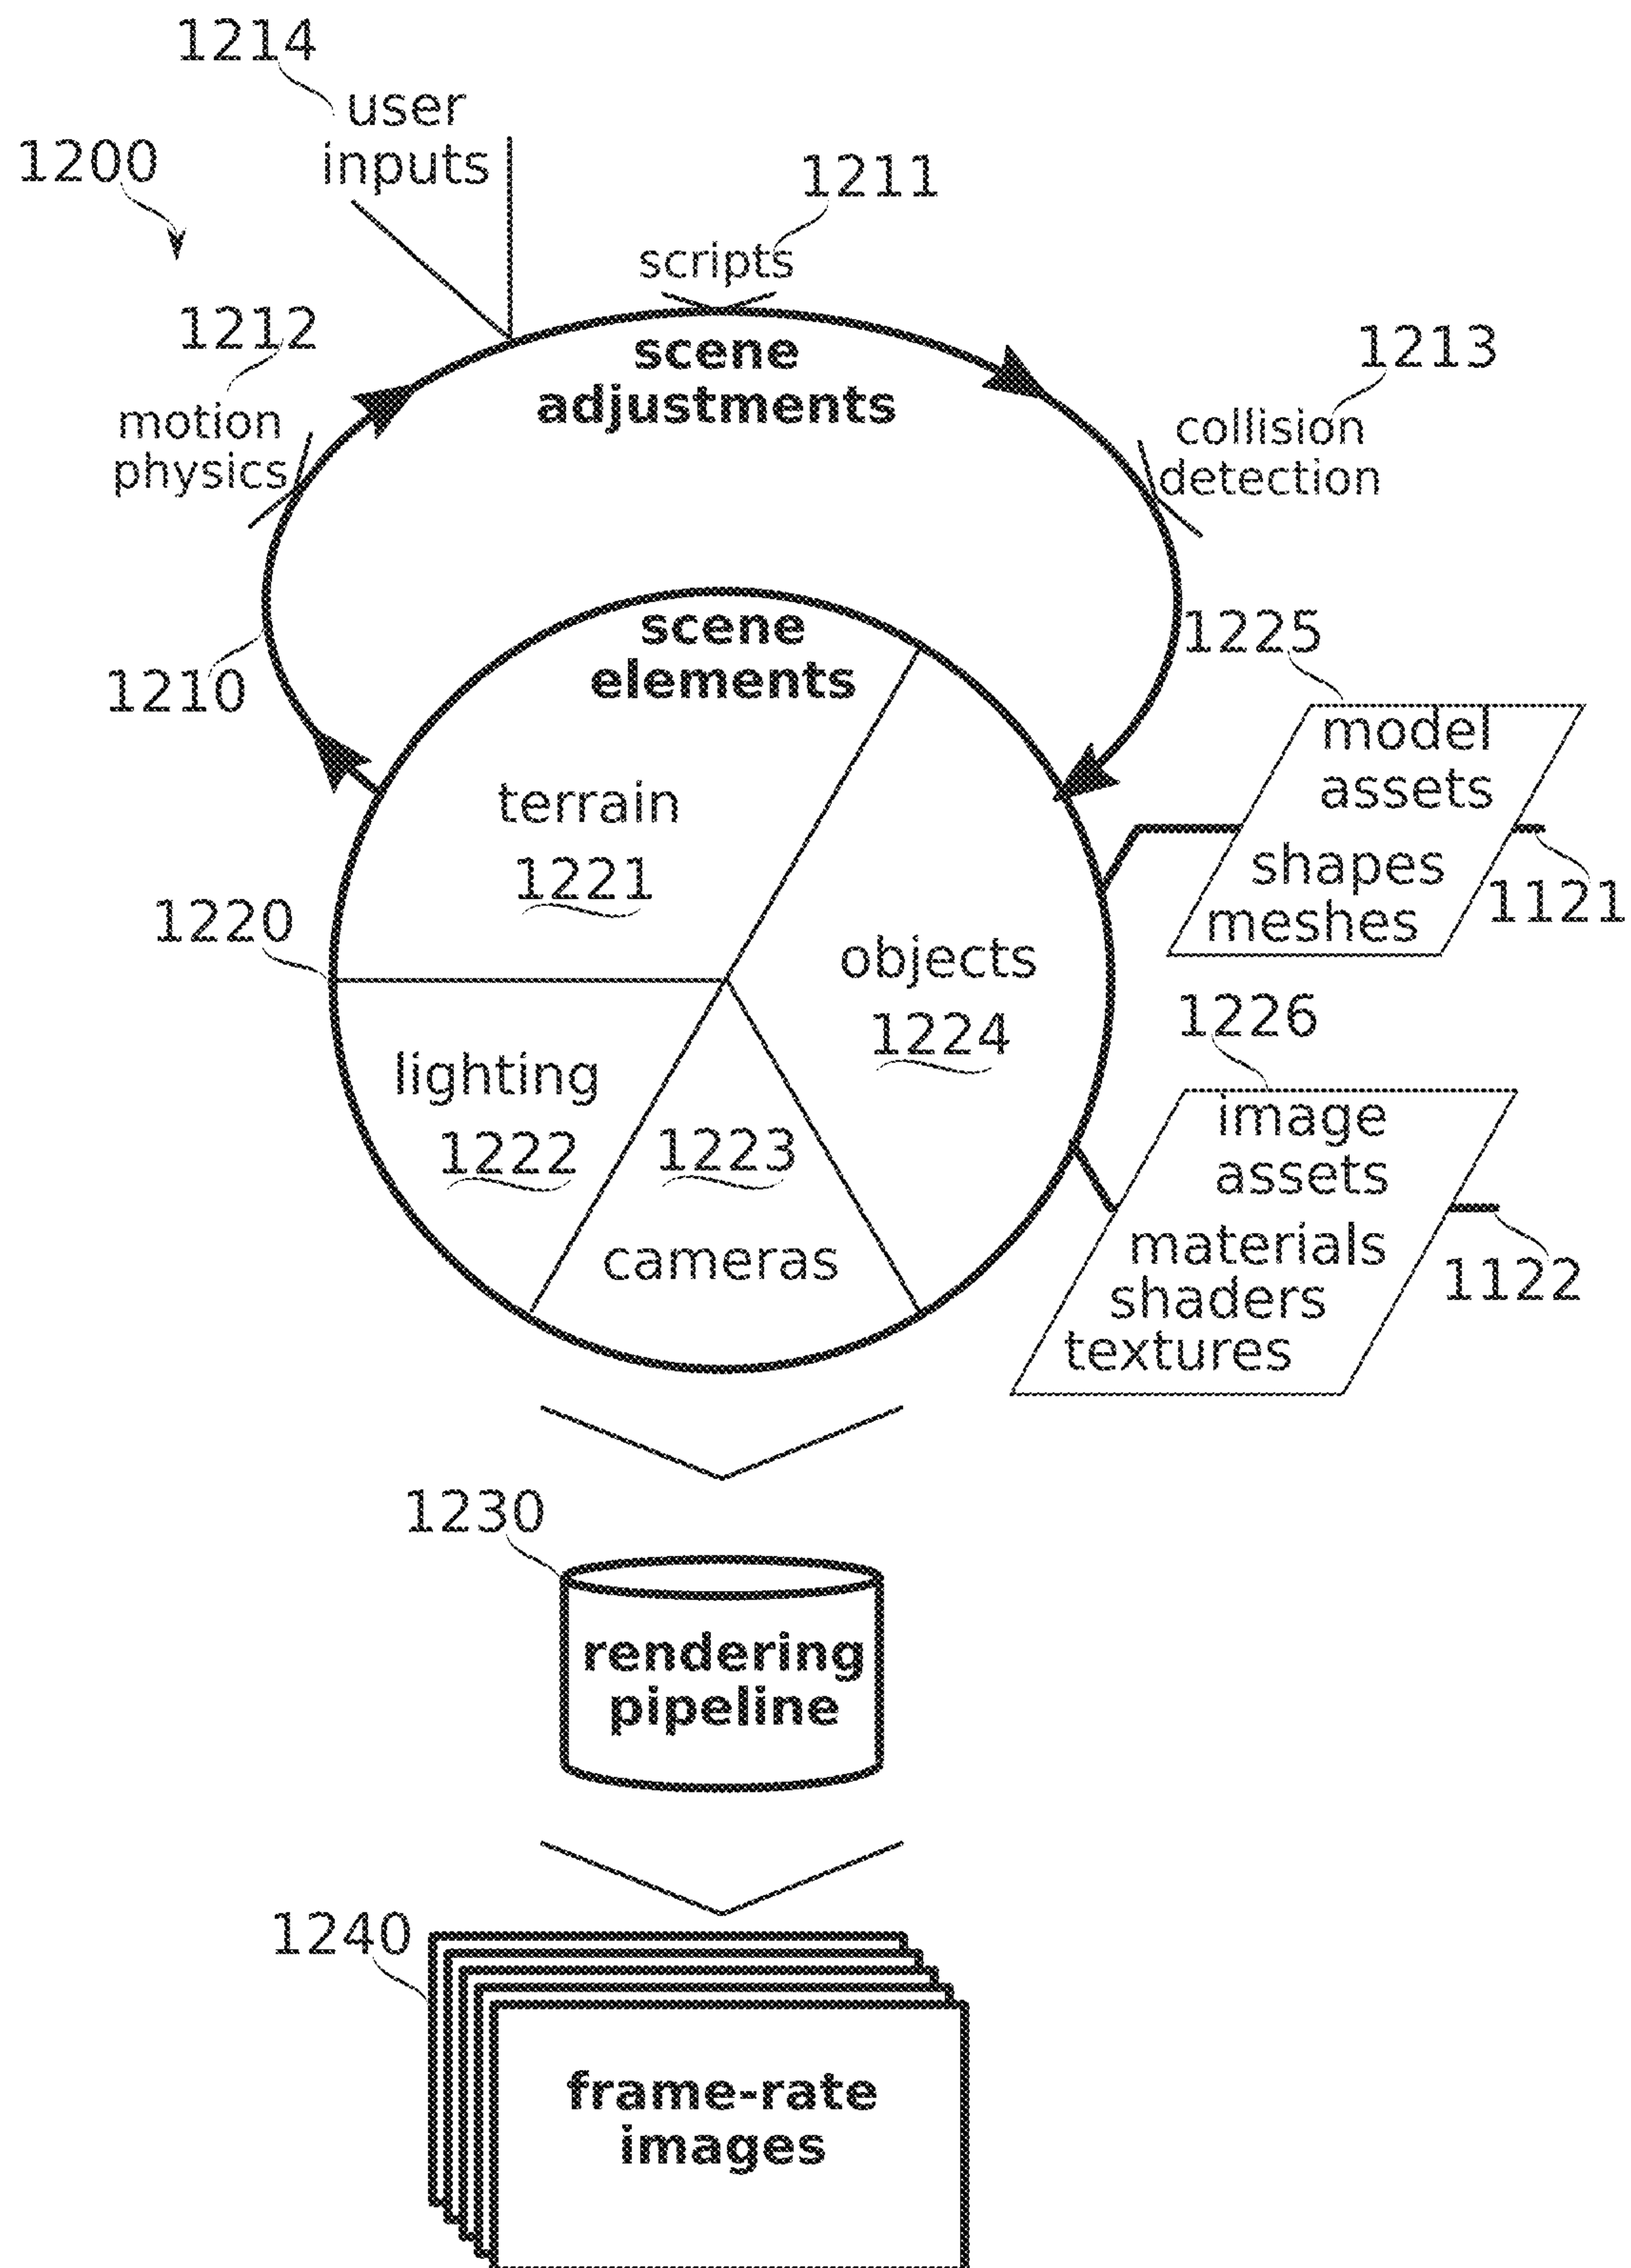 1214
user
inputs
1200
1211
scripts
1212
motion
physics
scene
adjustments
1213
collision
detection
1210
scene
elements
1225
model
assets
shapes
meshes
1121
terrain
1221
1220
objects
1224
lighting
1222
1223
cameras
1226
image
assets
materials
shaders
textures
1122
1230
rendering
pipeline
1240
frame-rate
images